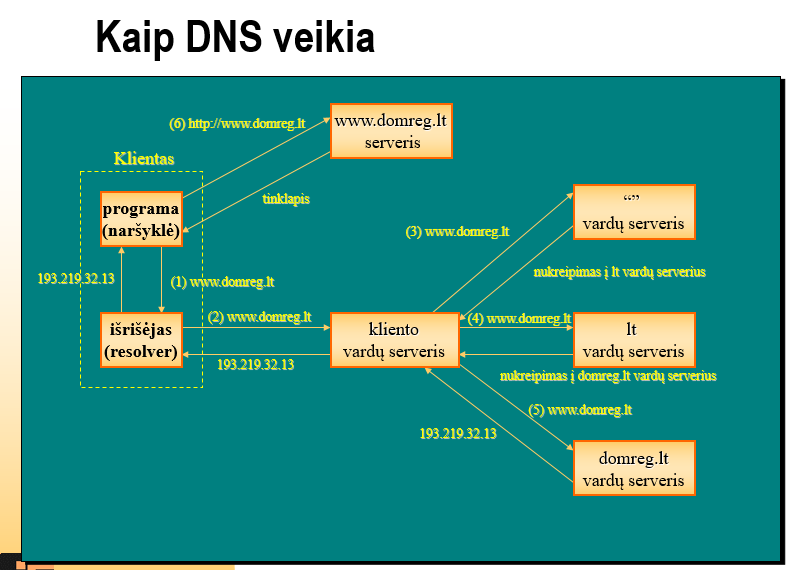 Kaip DNS veikia
(6) http://www.domreg.lt
www.domreg.lt
serveris
Klientas
tinklapis
programa
(naršyklė)
“”
vardų serveris
(3) www.domreg.lt
nukreipimas į lt vardų serverius
193.219.32.13
(1) www.domreg.lt
(2) www.domreg.lt
(4) www.domreg.lt
išrišėjas
(resolver)
kliento
vardų serveris
lt
vardų serveris
193.219.32.13
nukreipimas į domreg.lt vardų serverius
(5) www.domreg.lt
193.219.32.13
domreg.lt
vardų serveris